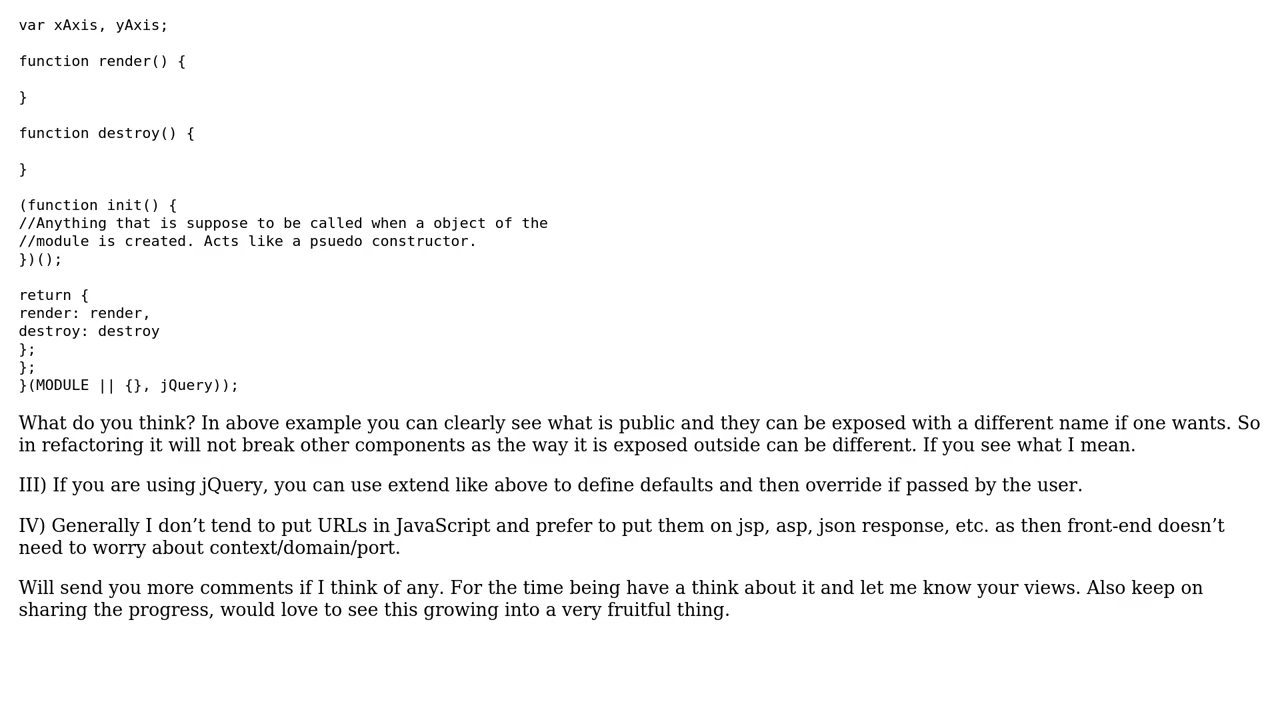 var xAxis, yAxis;
function render() {
}
function destroy() {
}
(function init() {
//Anything that is suppose to be called when a object of the
//module is created. Acts like a psuedo constructor.
})();
return {
render: render,
destroy: destroy
};
};
}(MODULE || {}, jQuery));
What do you think? In above example you can clearly see what is public and they can be exposed with a different name if one wants. So
in refactoring it will not break other components as the way it is exposed outside can be different. If you see what I mean.
III) If you are using jQuery, you can use extend like above to define defaults and then override if passed by the user.
IV) Generally I don’t tend to put URLs in JavaScript and prefer to put them on jsp, asp, json response, etc. as then front-end doesn’t
need to worry about context/domain/port.
Will send you more comments if I think of any. For the time being have a think about it and let me know your views. Also keep on
sharing the progress, would love to see this growing into a very fruitful thing.